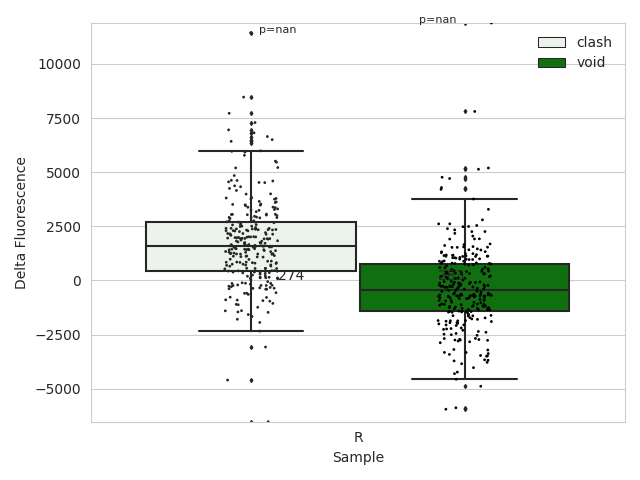 p=nan
p=nan
clash
void
10000
7500
5000
2500
0
−2500
−5000
274
Delta Fluorescence
R
Sample